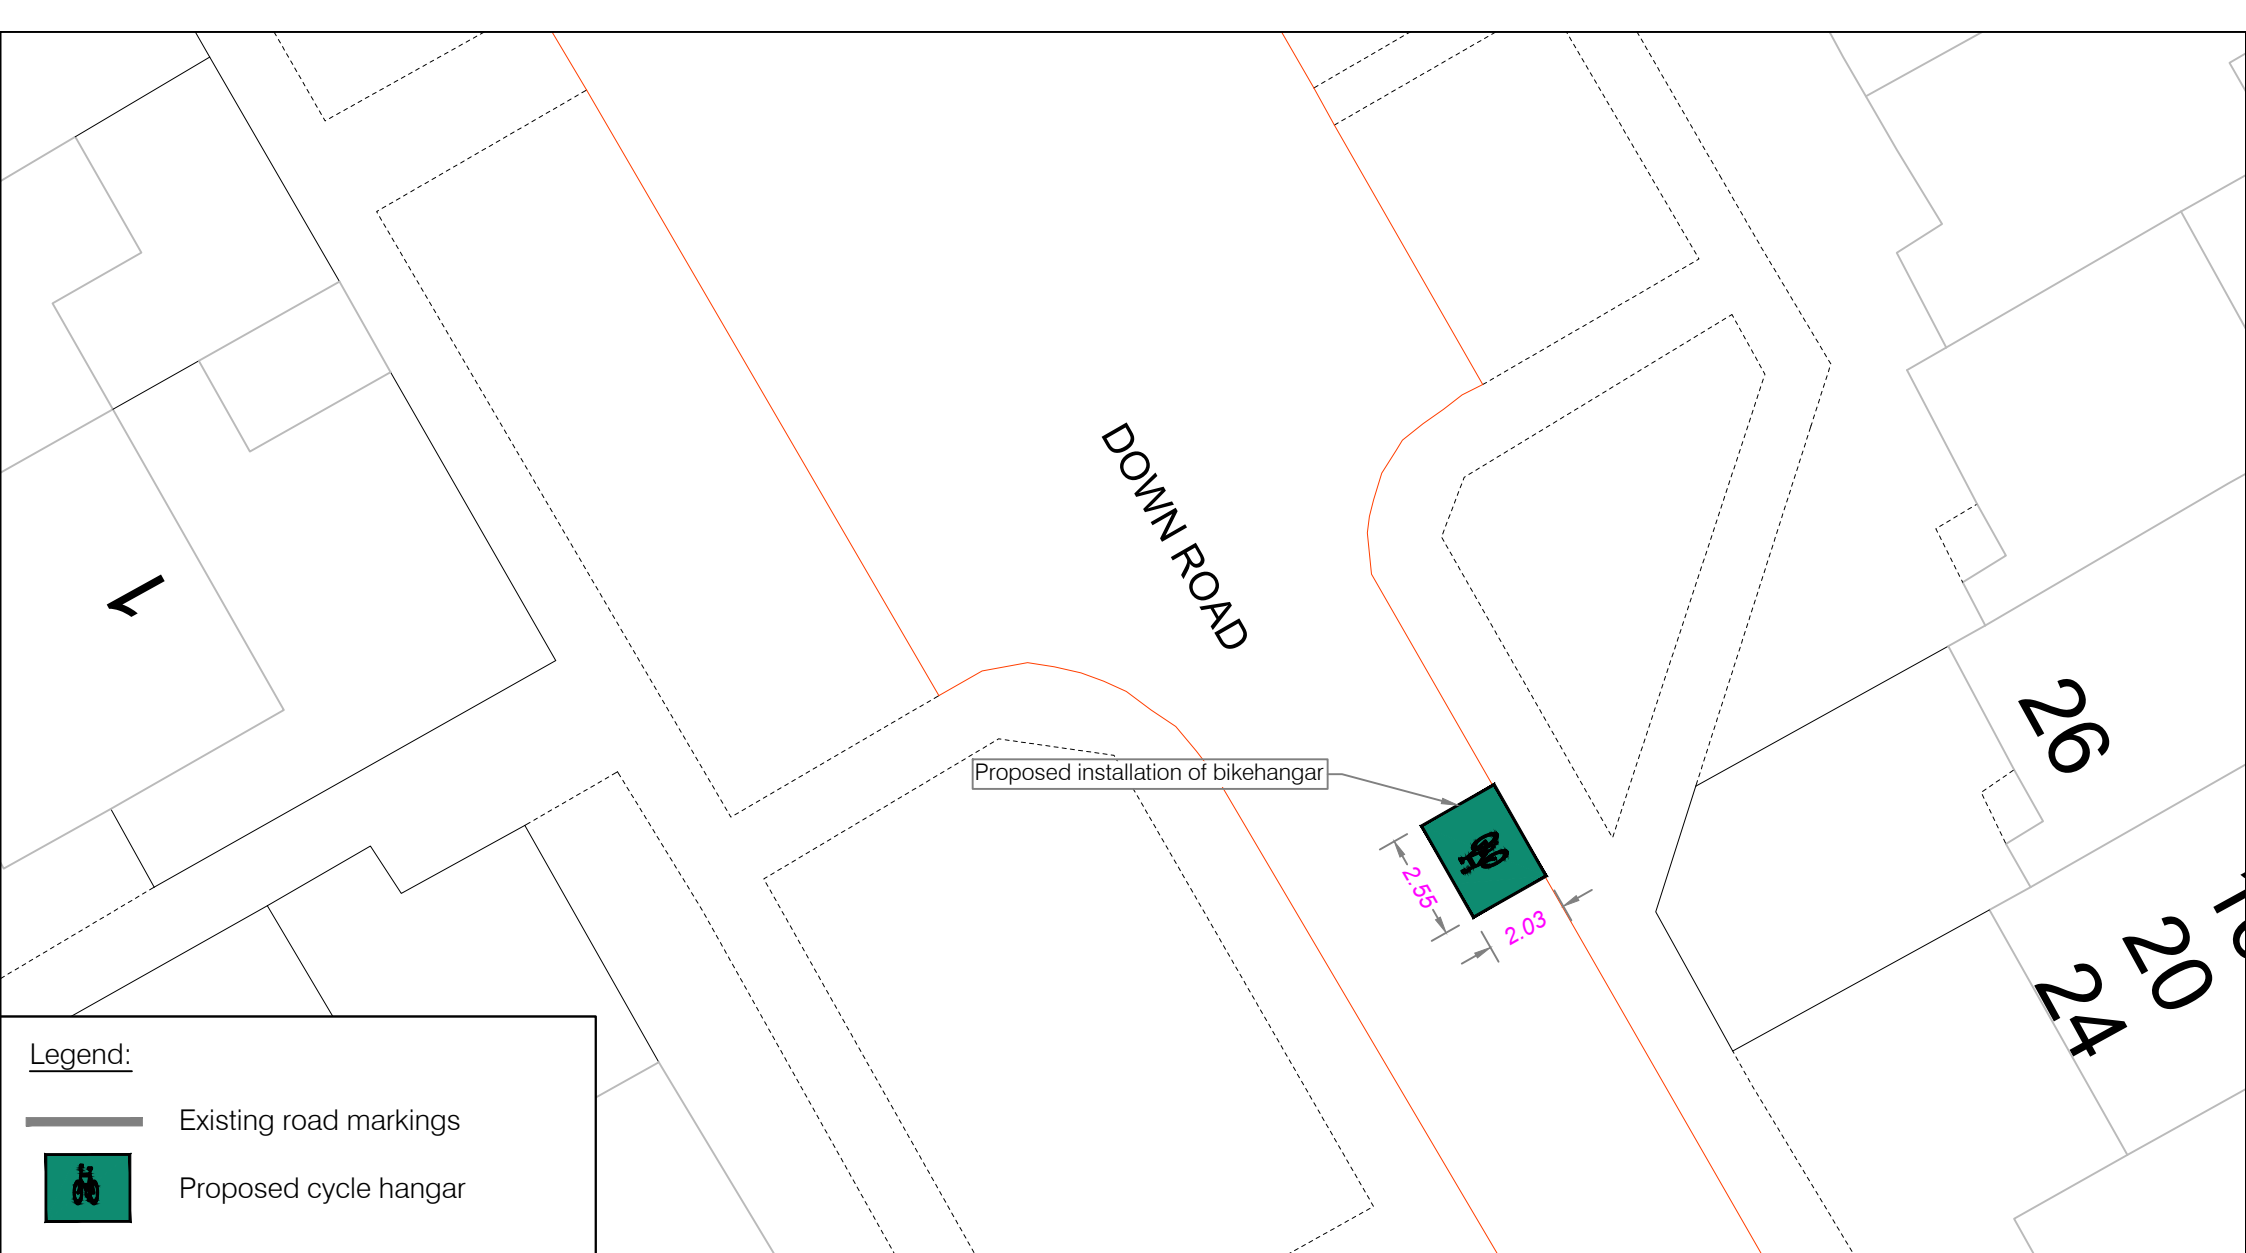 DOWN ROAD
1
Proposed installation of bikehangar
2.55
2.03
26
20
24
Legend:
Existing road markings
Proposed cycle hangar